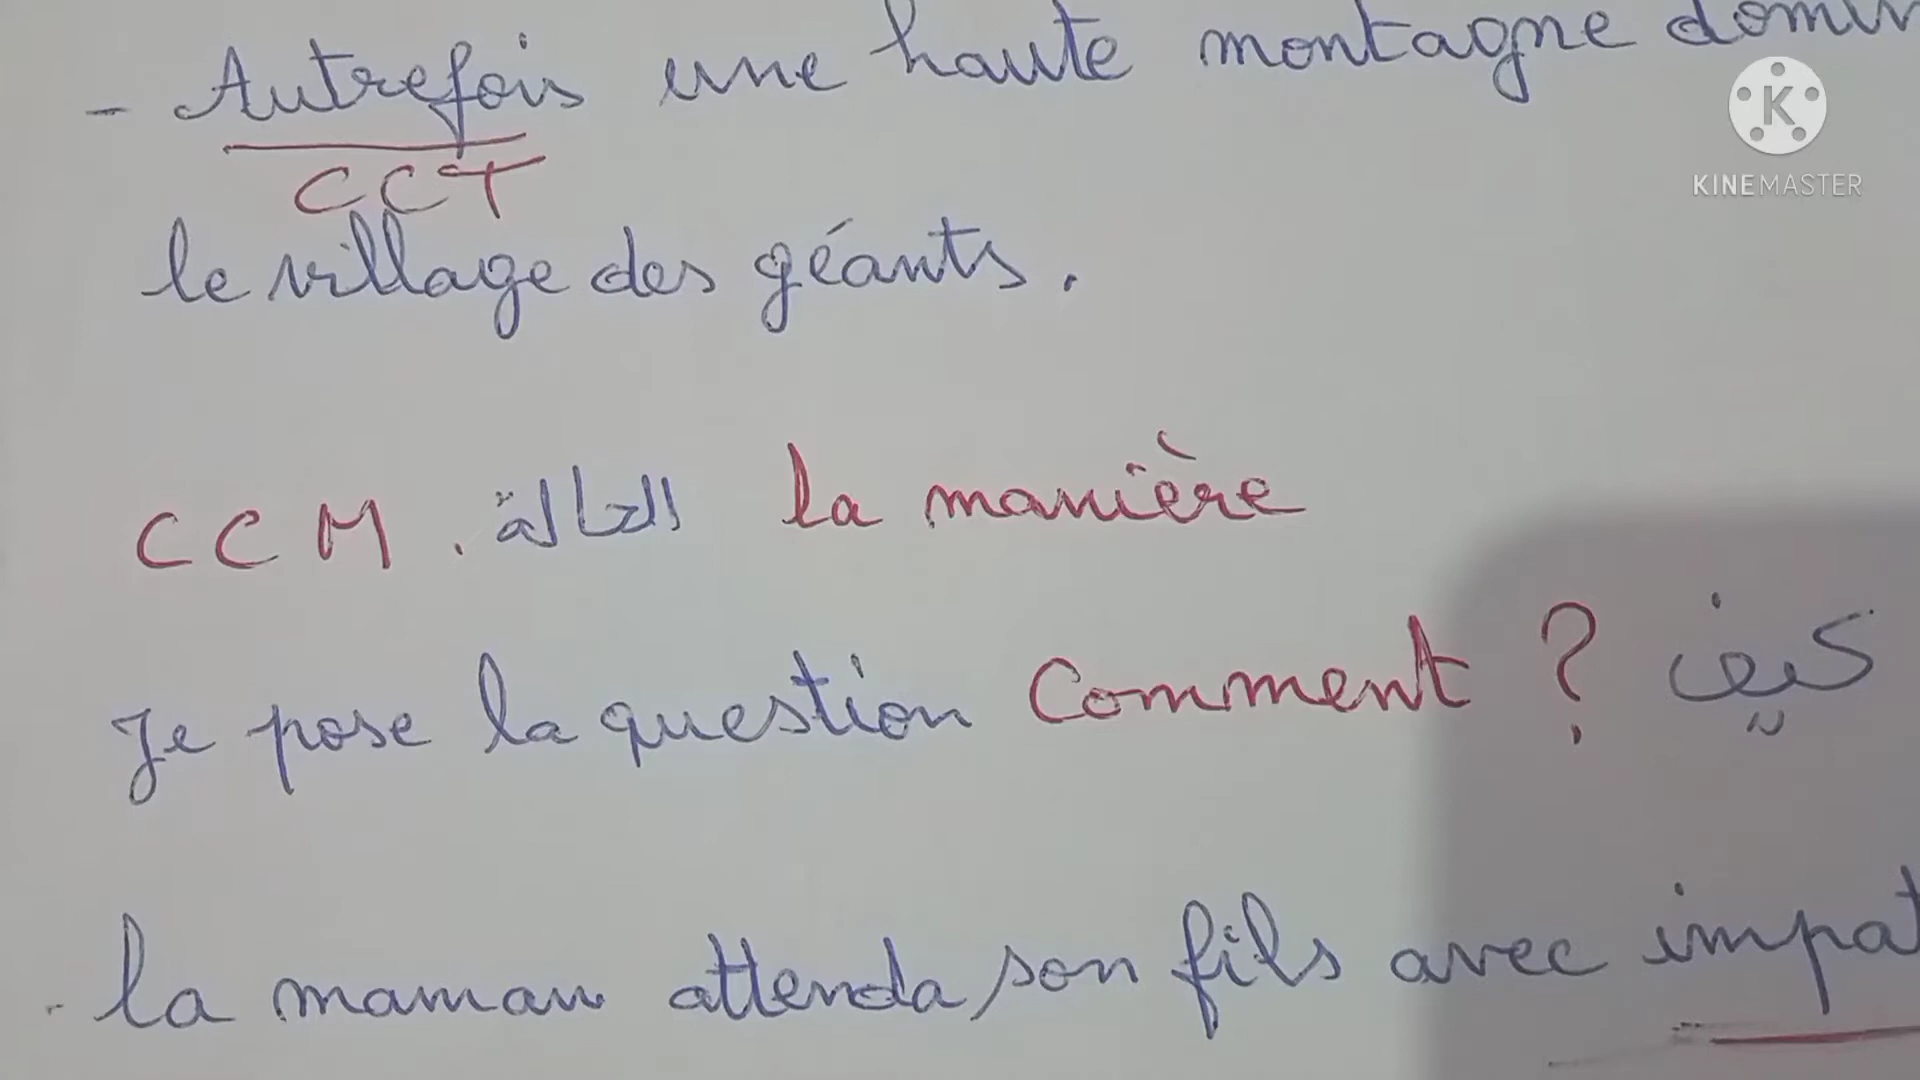 - Autrefois une haute montagne
CCT
le village des géants.
CCM. الحالة la manière
Je pose la question Comment ? كيف
. la maman attenda son fils avec
K
KINEMASTER